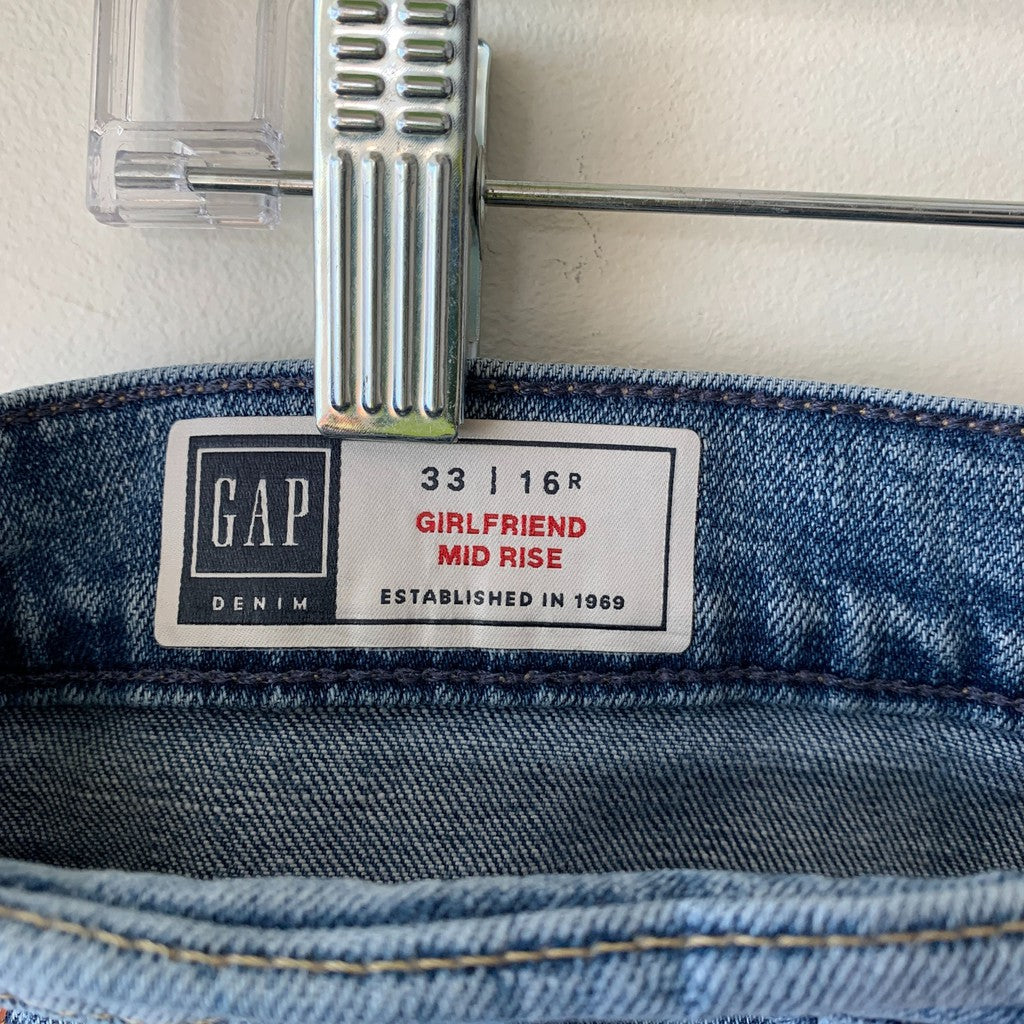 GAP
DENIM
33 | 16R
GIRLFRIEND
MID RISE
ESTABLISHED IN 1969